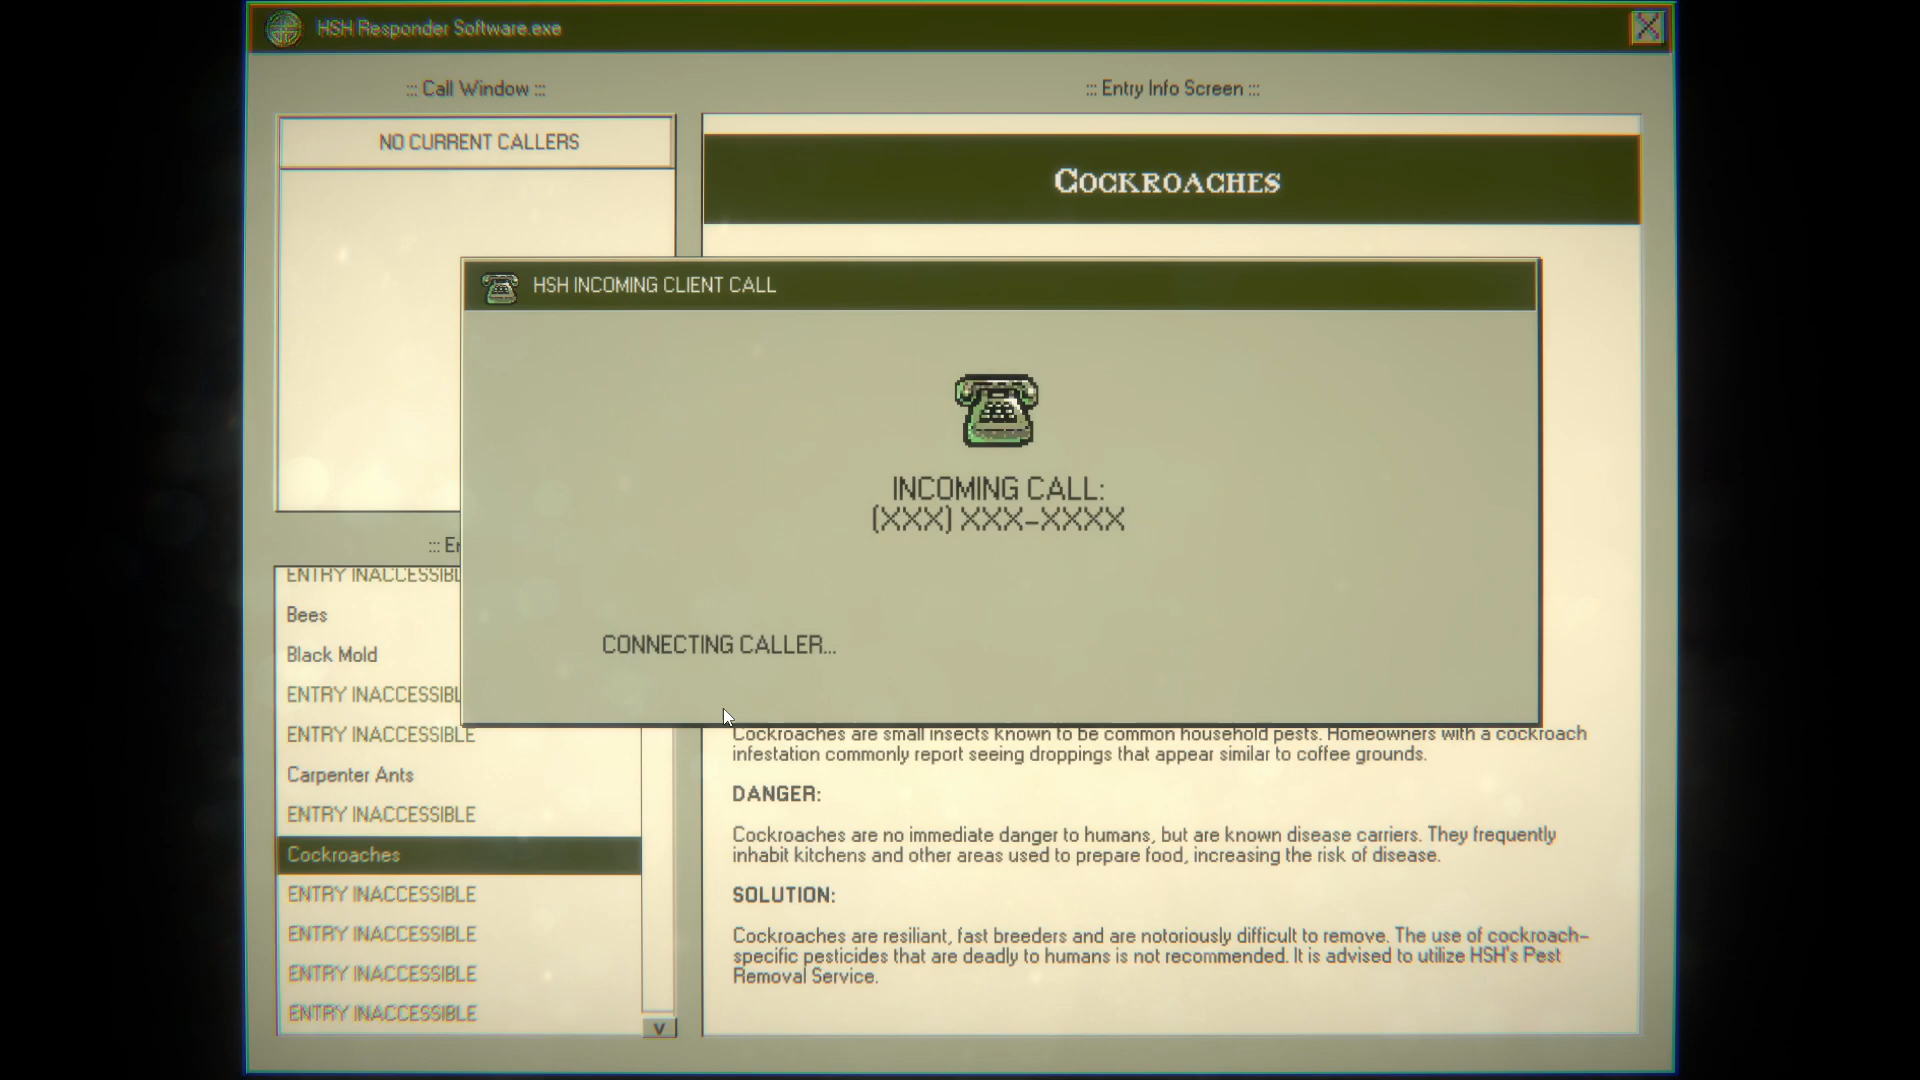 HSH Responder Software.exe
::: Call Window :::
::: Entry Info Screen :::
NO CURRENT CALLERS
COCKROACHES
HSH INCOMING CLIENT CALL
INCOMING CALL:
(XXX) XXX-XXXX
CONNECTING CALLER...
::: En
ENTRY INACCESSIBL
Bees
Black Mold
ENTRY INACCESSIBL
ENTRY INACCESSIBLE
Carpenter Ants
ENTRY INACCESSIBLE
Cockroaches
ENTRY INACCESSIBLE
ENTRY INACCESSIBLE
ENTRY INACCESSIBLE
ENTRY INACCESSIBLE
V
Cockroaches are small insects known to be common household pests. Homeowners with a cockroach
infestation commonly report seeing droppings that appear similar to coffee grounds.
DANGER:
Cockroaches are no immediate danger to humans, but are known disease carriers. They frequently
inhabit kitchens and other areas used to prepare food, increasing the risk of disease.
SOLUTION:
Cockroaches are resiliant, fast breeders and are notoriously difficult to remove. The use of cockroach-
specific pesticides that are deadly to humans is not recommended. It is advised to utilize HSH's Pest
Removal Service.